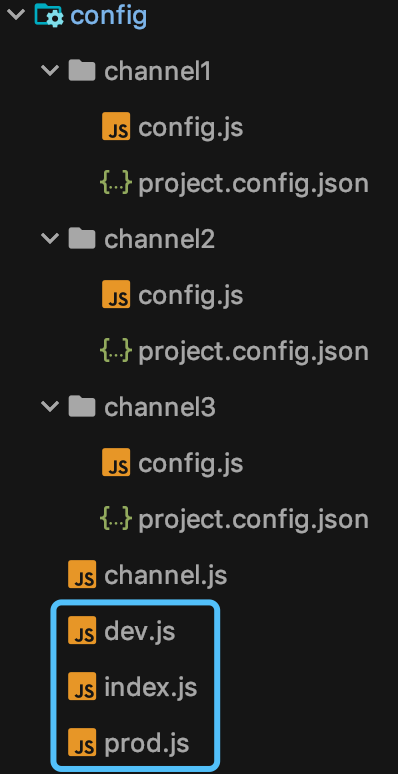 config
channel1
JS config.js
{...} project.config.json
channel2
JS config.js
{...} project.config.json
channel3
JS config.js
{...} project.config.json
JS channel.js
JS dev.js
JS index.js
JS prod.js